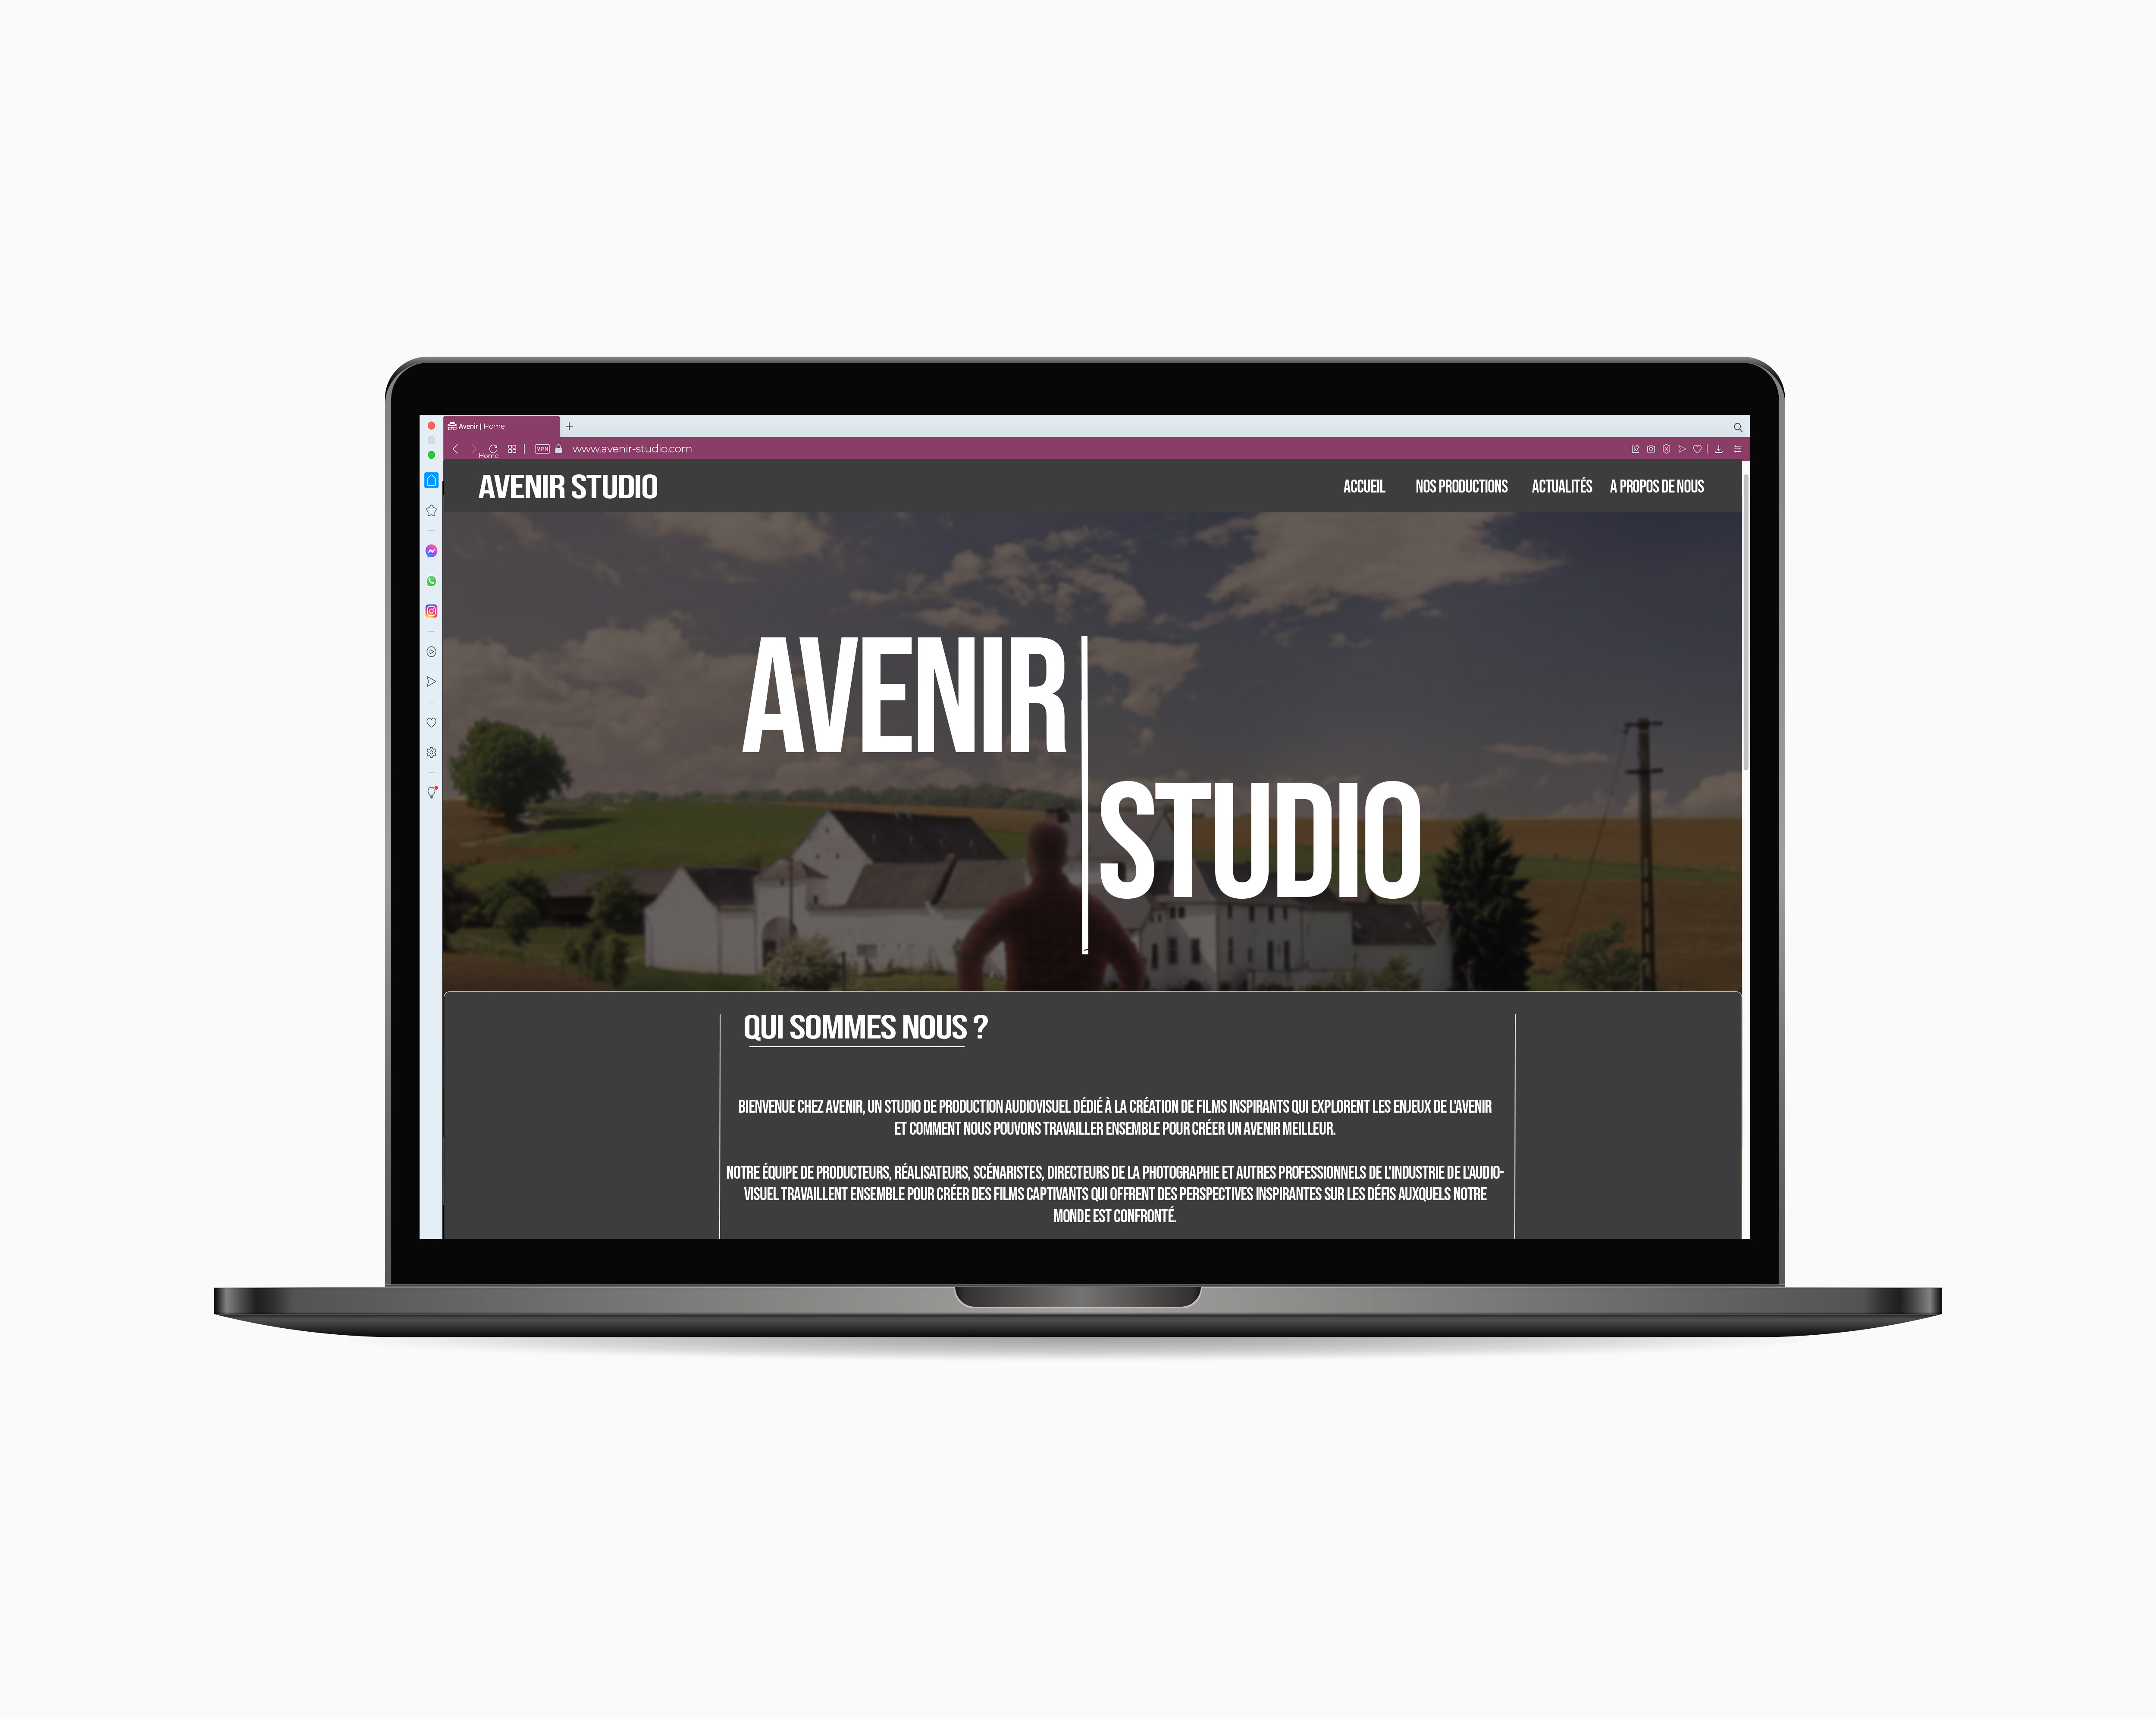 Avenir | Home
VPN
www.avenir-studio.com
Home
AVENIR STUDIO
ACCUEIL NOS PRODUCTIONS ACTUALITÉS A PROPOS DE NOUS
AVENIR
STUDIO
QUI SOMMES NOUS ?
BIENVENUE CHEZ AVENIR, UN STUDIO DE PRODUCTION AUDIOVISUEL DÉDIÉ À LA CRÉATION DE FILMS INSPIRANTS QUI EXPLORENT LES ENJEUX DE L'AVENIR
ET COMMENT NOUS POUVONS TRAVAILLER ENSEMBLE POUR CRÉER UN AVENIR MEILLEUR.
NOTRE ÉQUIPE DE PRODUCTEURS, RÉALISATEURS, SCÉNARISTES, DIRECTEURS DE LA PHOTOGRAPHIE ET AUTRES PROFESSIONNELS DE L'INDUSTRIE DE L'AUDIO-
VISUEL TRAVAILLENT ENSEMBLE POUR CRÉER DES FILMS CAPTIVANTS QUI OFFRENT DES PERSPECTIVES INSPIRANTES SUR LES DÉFIS AUXQUELS NOTRE
MONDE EST CONFRONTÉ.